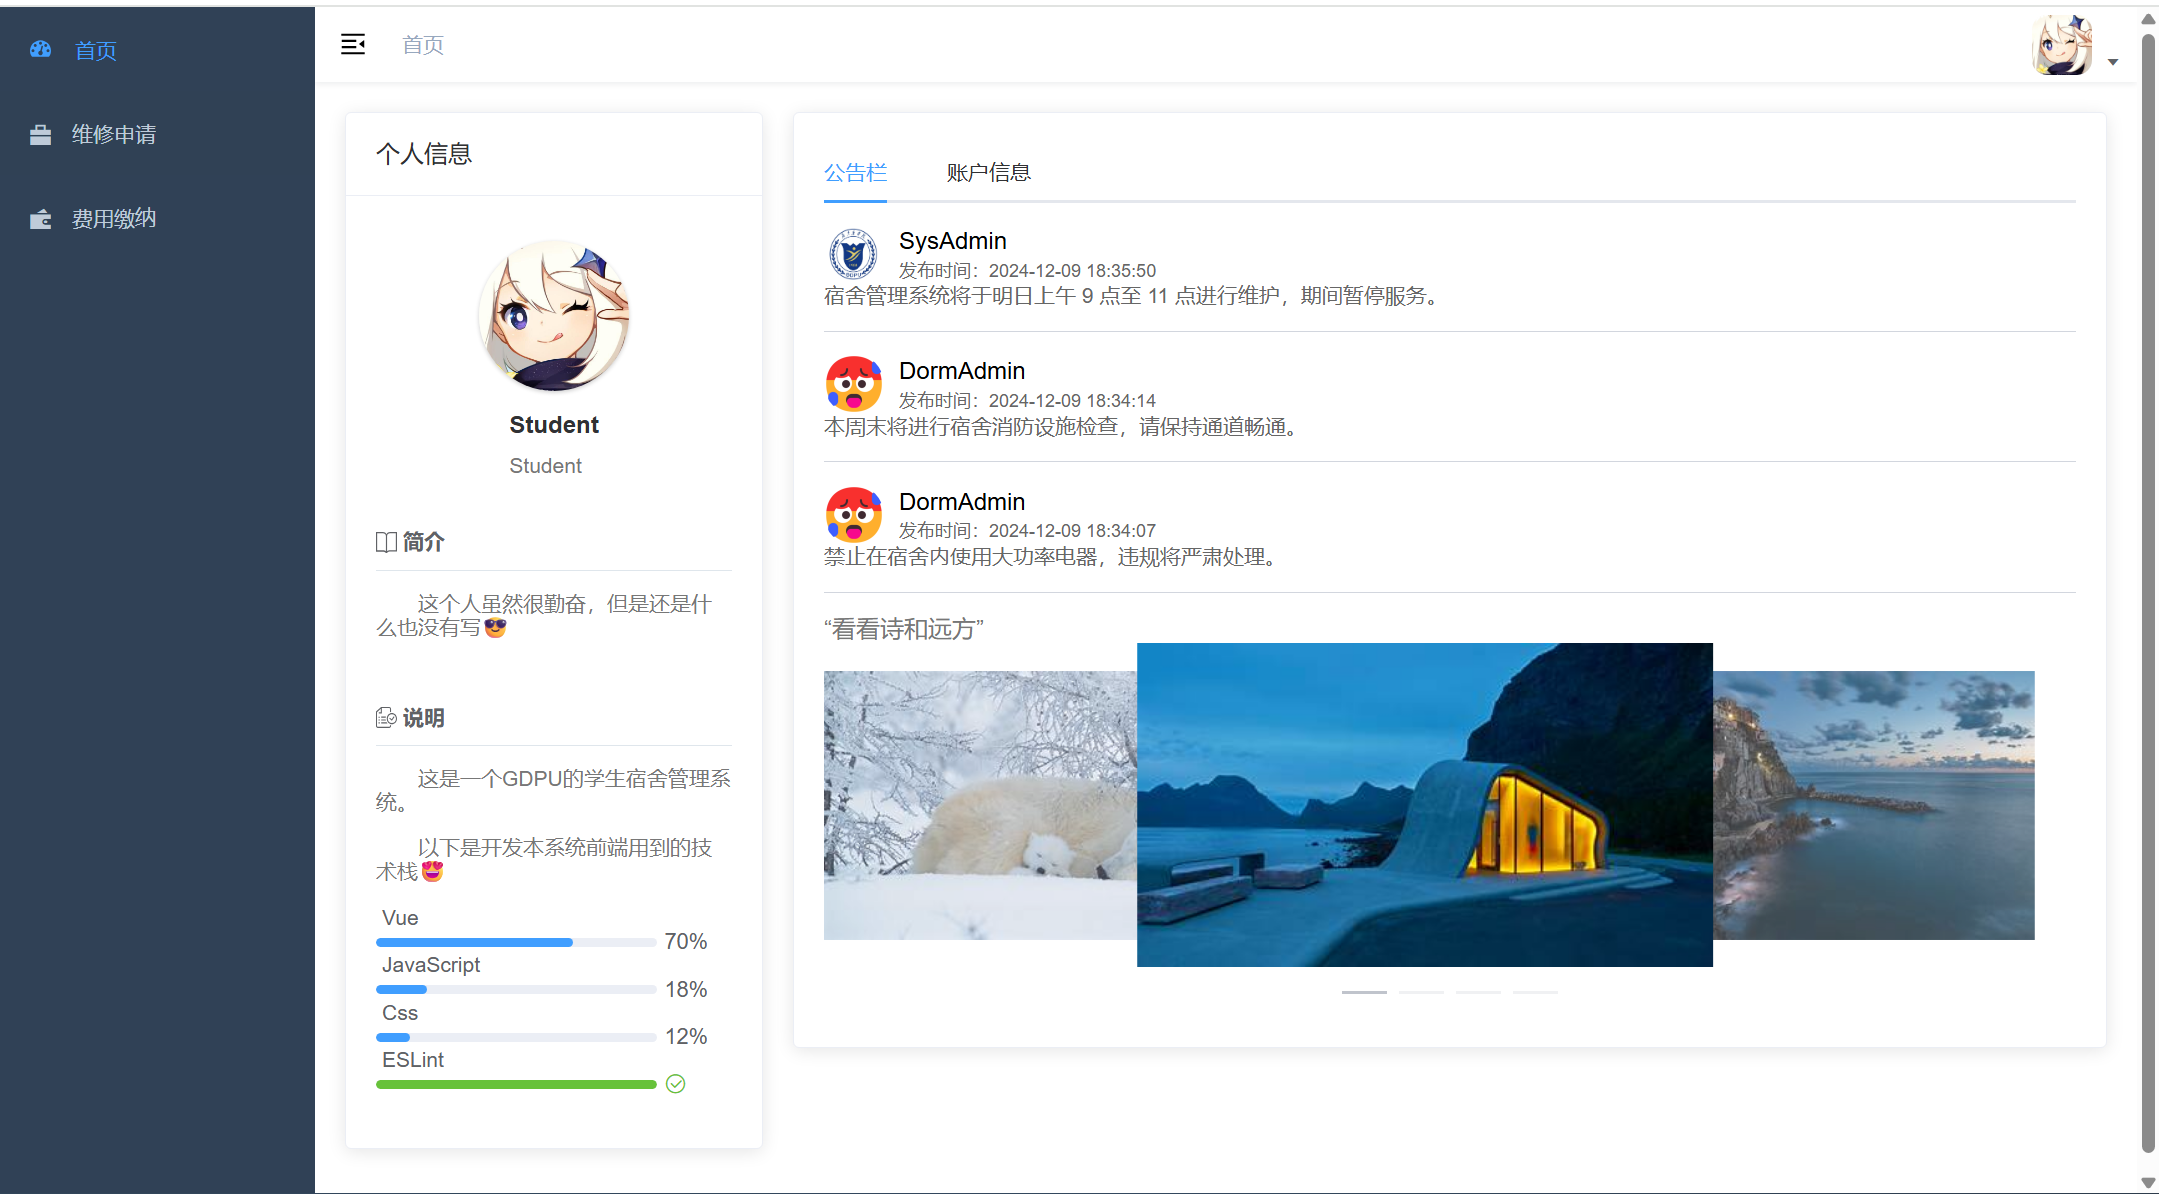 首页
维修申请
费用缴纳
首页
个人信息
Student
Student
简介
这个人虽然很勤奋，但是还是什
么也没有写😎
说明
这是一个GDPU的学生宿舍管理系
统。
以下是开发本系统前端用到的技
术栈😍
Vue
70%
JavaScript
18%
Css
12%
ESLint
公告栏 账户信息
SysAdmin
发布时间：2024-12-09 18:35:50
宿舍管理系统将于明日上午 9 点至 11 点进行维护，期间暂停服务。
DormAdmin
发布时间：2024-12-09 18:34:14
本周末将进行宿舍消防设施检查，请保持通道畅通。
DormAdmin
发布时间：2024-12-09 18:34:07
禁止在宿舍内使用大功率电器，违规将严肃处理。
“看看诗和远方”